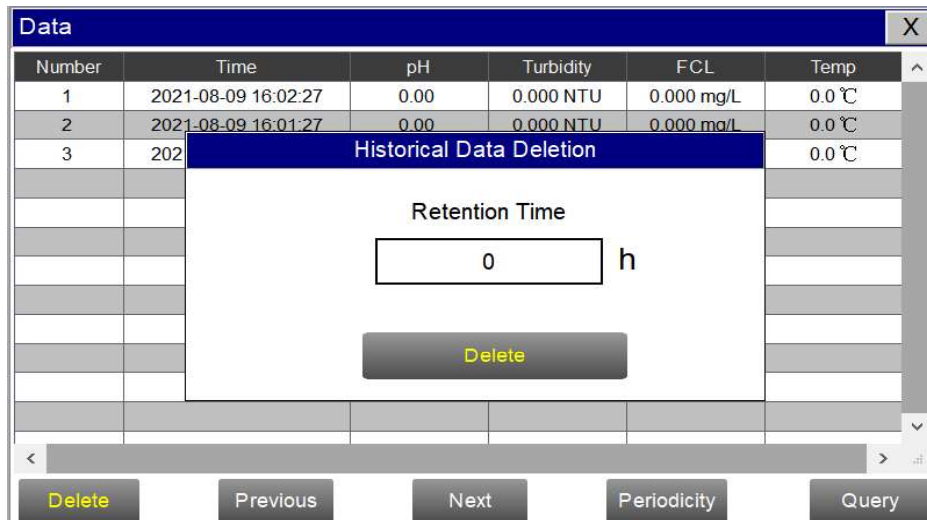 Data X
Number Time pH Turbidity FCL Temp
1 2021-08-09 16:02:27 0.00 0.000 NTU 0.000 mg/L 0.0 ℃
2 2021-08-09 16:01:27 0.00 0.000 NTU 0.000 mg/L 0.0 ℃
3 202 0.0 ℃
Historical Data Deletion
Retention Time
0 h
Delete
Delete Previous Next Periodicity Query